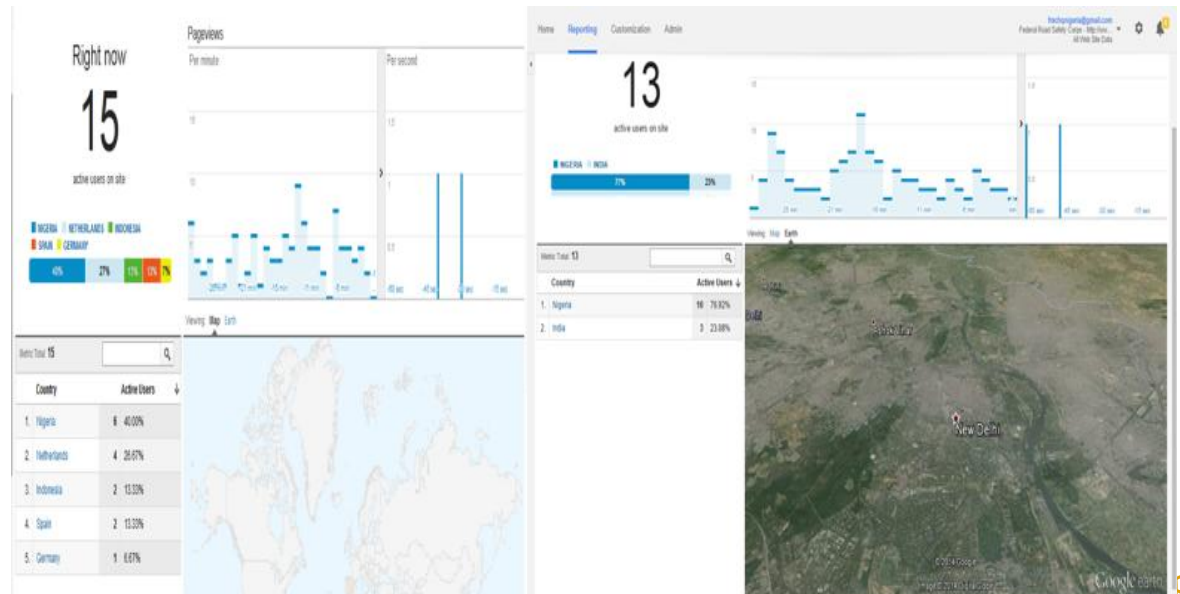 Right now
15
active users on site
NIGERIA NETHERLANDS INDONESIA
SPAIN GERMANY
40% 27% 13% 13% 7%
Metric Total: 15
Country Active Users
1. Nigeria 6 40.00%
2. Netherlands 4 26.67%
3. Indonesia 2 13.33%
4. Spain 2 13.33%
5. Germany 1 6.67%
Pageviews
Per minute Per second
Viewing: Map Earth
Home Reporting Customization Admin
Federal Road Safety Corps - http://ww...
All Web Site Data
13
active users on site
NIGERIA INDIA
77% 23%
Metric Total: 13
Country Active Users
1. Nigeria 10 76.92%
2. India 3 23.08%
Viewing: Map Earth
New Delhi
©2014 Google
Google earth